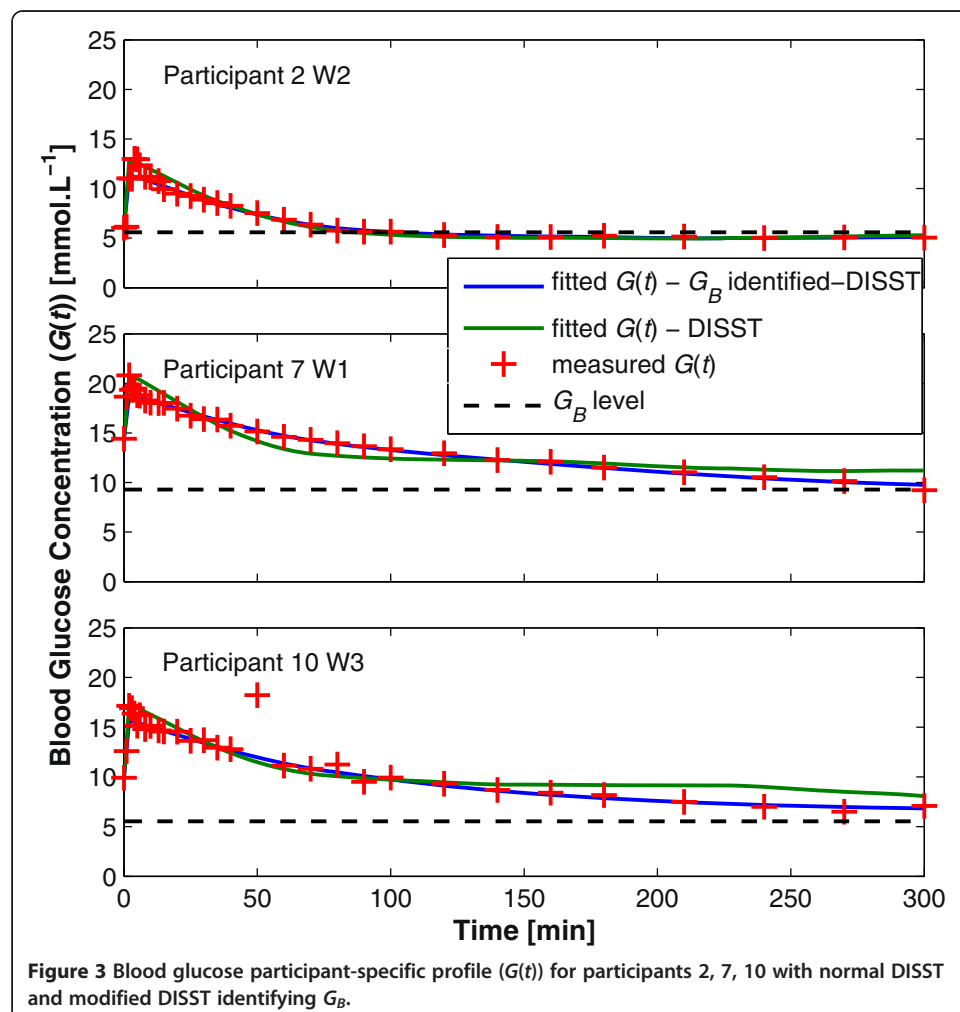 25
20
15
10
5
0
Participant 2 W2
fitted G(t) − G_B identified−DISST
fitted G(t) − DISST
measured G(t)
G_B level
25
20
15
10
5
0
Participant 7 W1
25
20
15
10
5
0
Participant 10 W3
0 50 100 150 200 250 300
Time [min]
Blood Glucose Concentration (G(t)) [mmol.L⁻¹]
Figure 3 Blood glucose participant-specific profile (G(t)) for participants 2, 7, 10 with normal DISST
and modified DISST identifying G_B.